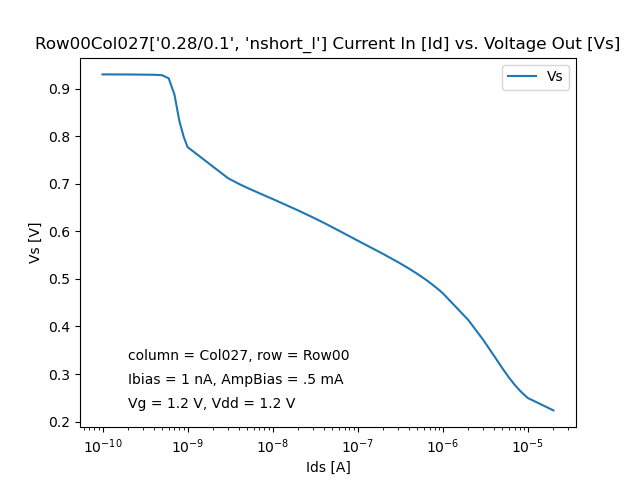 Row00Col027['0.28/0.1', 'nshort_l'] Current In [Id] vs. Voltage Out [Vs]
Vs
0.9
0.8
0.7
0.6
0.5
0.4
0.3
0.2
Vs [V]
column = Col027, row = Row00
Ibias = 1 nA, AmpBias = .5 mA
Vg = 1.2 V, Vdd = 1.2 V
10⁻¹⁰ 10⁻⁹ 10⁻⁸ 10⁻⁷ 10⁻⁶ 10⁻⁵
Ids [A]